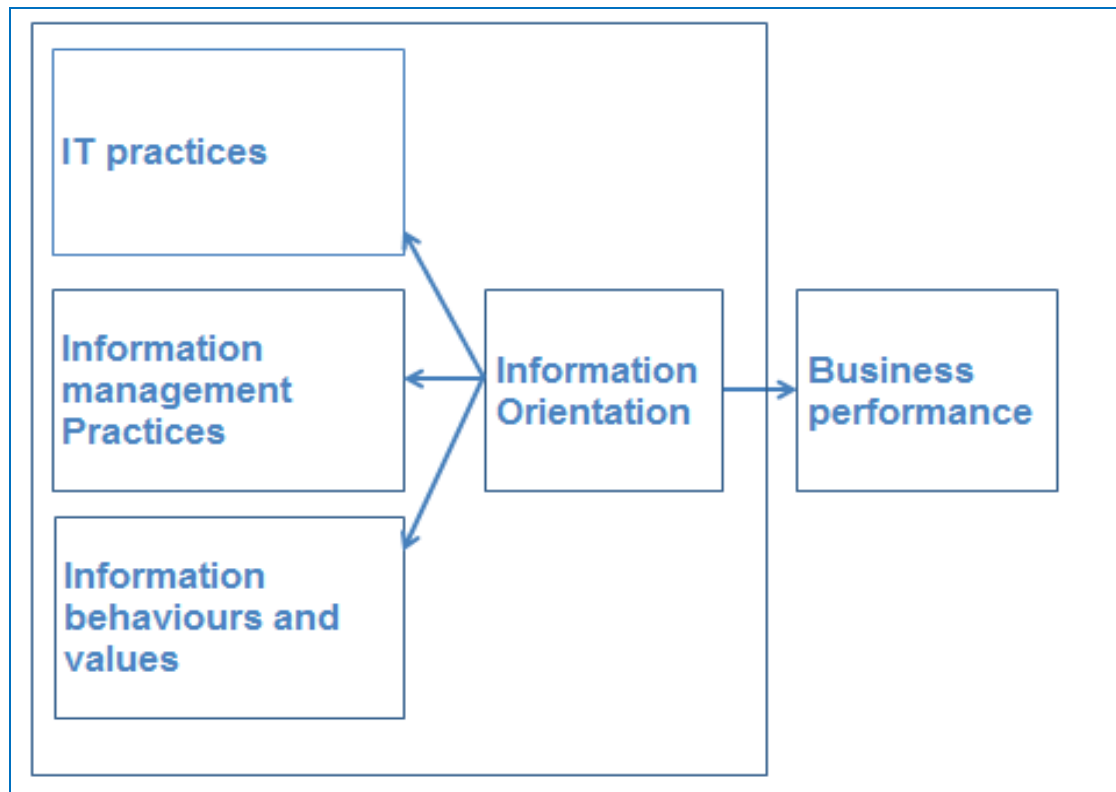 IT practices
Information
management
Practices
Information
behaviours and
values
Information
Orientation
Business
performance